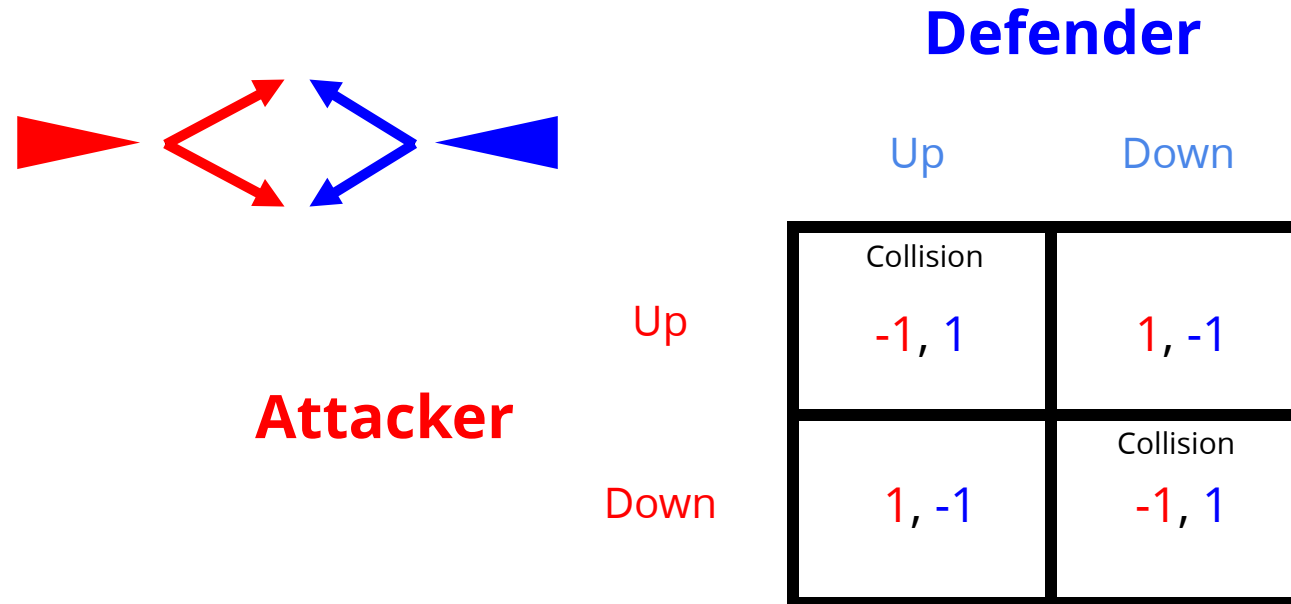 Defender
Up Down
Collision
Up
-1, 1
1, -1
Attacker
Collision
Down
1, -1
-1, 1